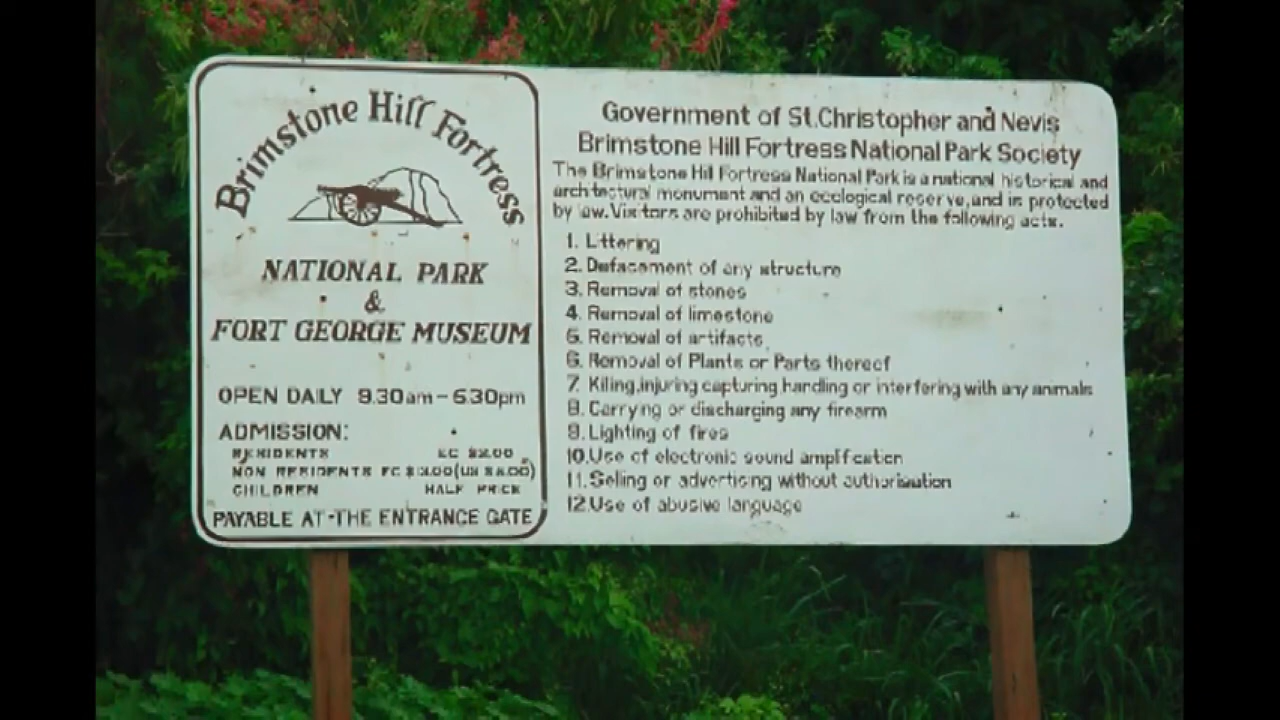 Brimstone Hill Fortress
NATIONAL PARK
&
FORT GEORGE MUSEUM
OPEN DAILY 9.30am - 5.30pm
ADMISSION:
RESIDENTS EC
NON RESIDENTS EC
CHILDREN HALF PRICE
PAYABLE AT THE ENTRANCE GATE
Government of St.Christopher and Nevis
Brimstone Hill Fortress National Park Society
The Brimstone Hill Fortress National Park is a national historical and
architectural monument and an ecological reserve,and is protected
by law.Visitors are prohibited by law from the following acts.
1. Littering
2. Defacement of any structure
3. Removal of stones
4. Removal of limestone
5. Removal of artifacts
6. Removal of Plants or Parts thereof
7. Killing,injuring capturing,handling or interfering with any animals
8. Carrying or discharging any firearm
9. Lighting of fires
10.Use of electronic sound amplification
11.Selling or advertising without authorisation
12.Use of abusive language